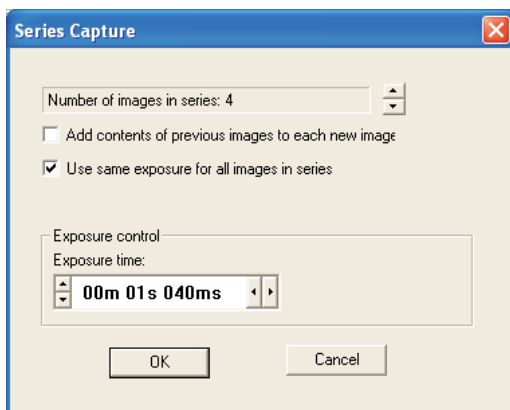 Series Capture
Number of images in series: 4
Add contents of previous images to each new image
Use same exposure for all images in series
Exposure control
Exposure time:
00m 01s 040ms
OK
Cancel